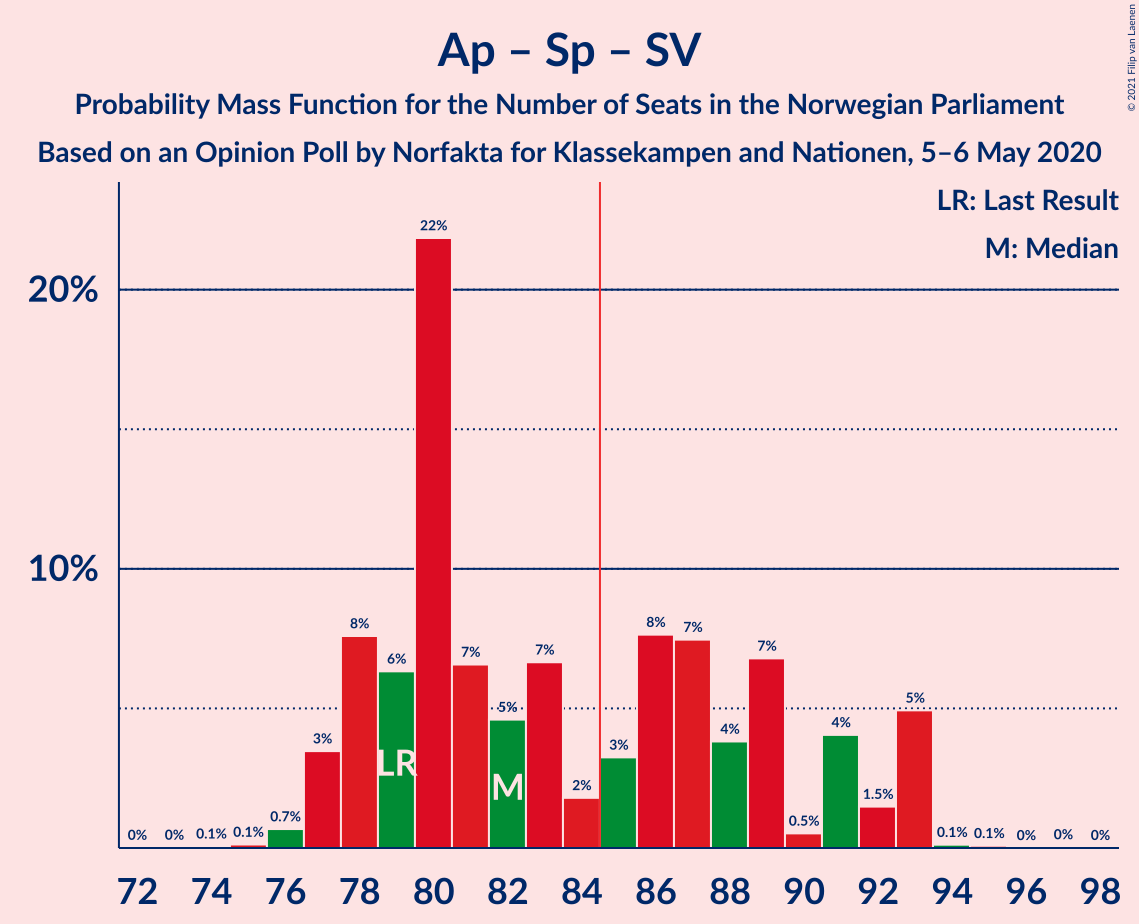 Ap – Sp – SV
Probability Mass Function for the Number of Seats in the Norwegian Parliament
Based on an Opinion Poll by Norfakta for Klassekampen and Nationen, 5–6 May 2020
© 2021 Filip van Laenen
LR: Last Result
M: Median
20%
10%
0% 0% 0.1% 0.1% 0.7% 3% 8% 6% 22% 7% 5% 7% 2% 3% 8% 7% 4% 7% 0.5% 4% 1.5% 5% 0.1% 0.1% 0% 0% 0%
LR M
72 74 76 78 80 82 84 86 88 90 92 94 96 98